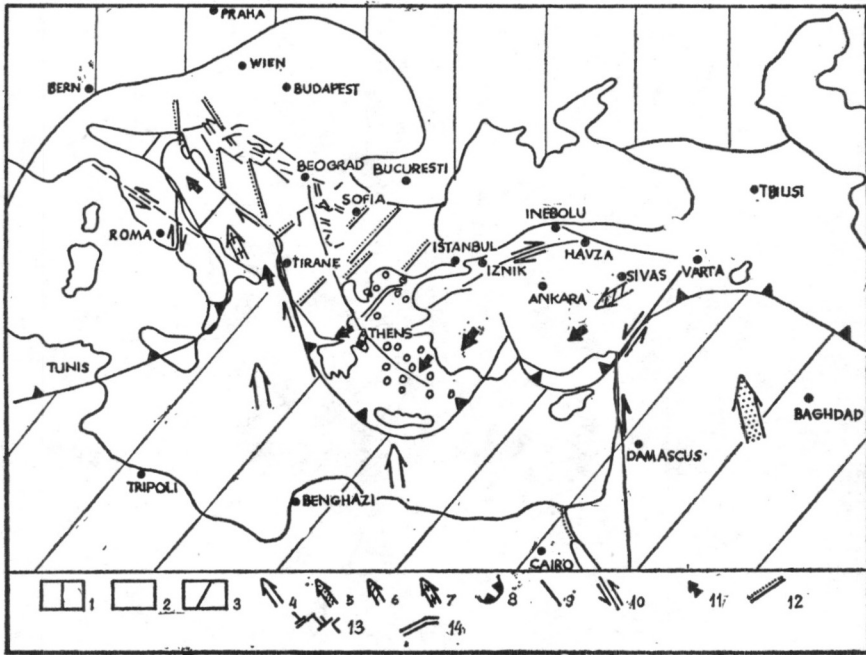 PRAHA
WIEN
BERN
BUDAPEST
BEOGRAD
BUCURESTI
SOFIA
TBIUSI
INEBOLU
ROMA
ISTANBUL
HAVZA
TIRANE
IZNIK
SIVAS
VARTA
ANKARA
ATHENS
TUNIS
BAGHDAD
DAMASCUS
TRIPOLI
BENGHAZI
CAIRO
1 2 3 4 5 6 7 8 9 10 11 12
13 14